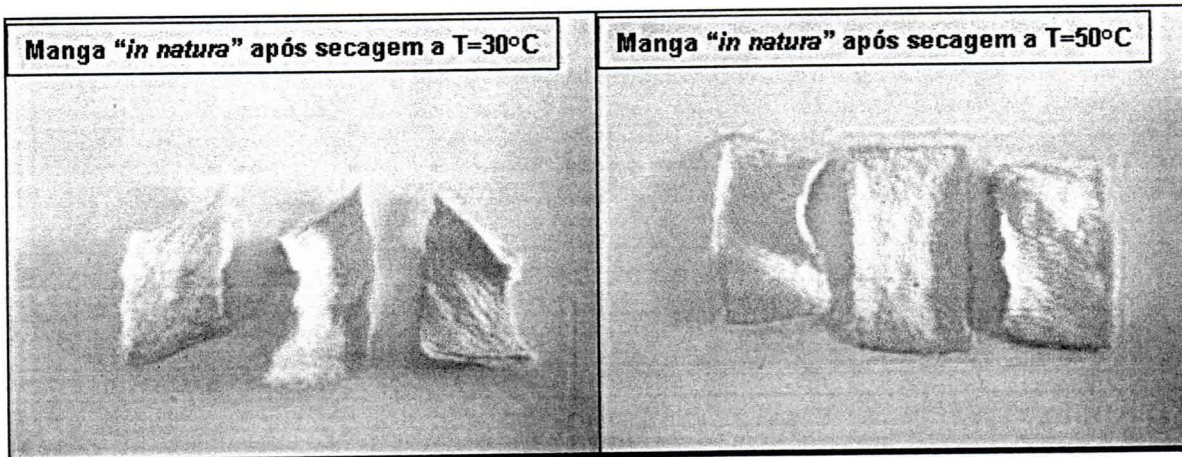 Manga “in natura” após secagem a T=30°C
Manga “in natura” após secagem a T=50°C